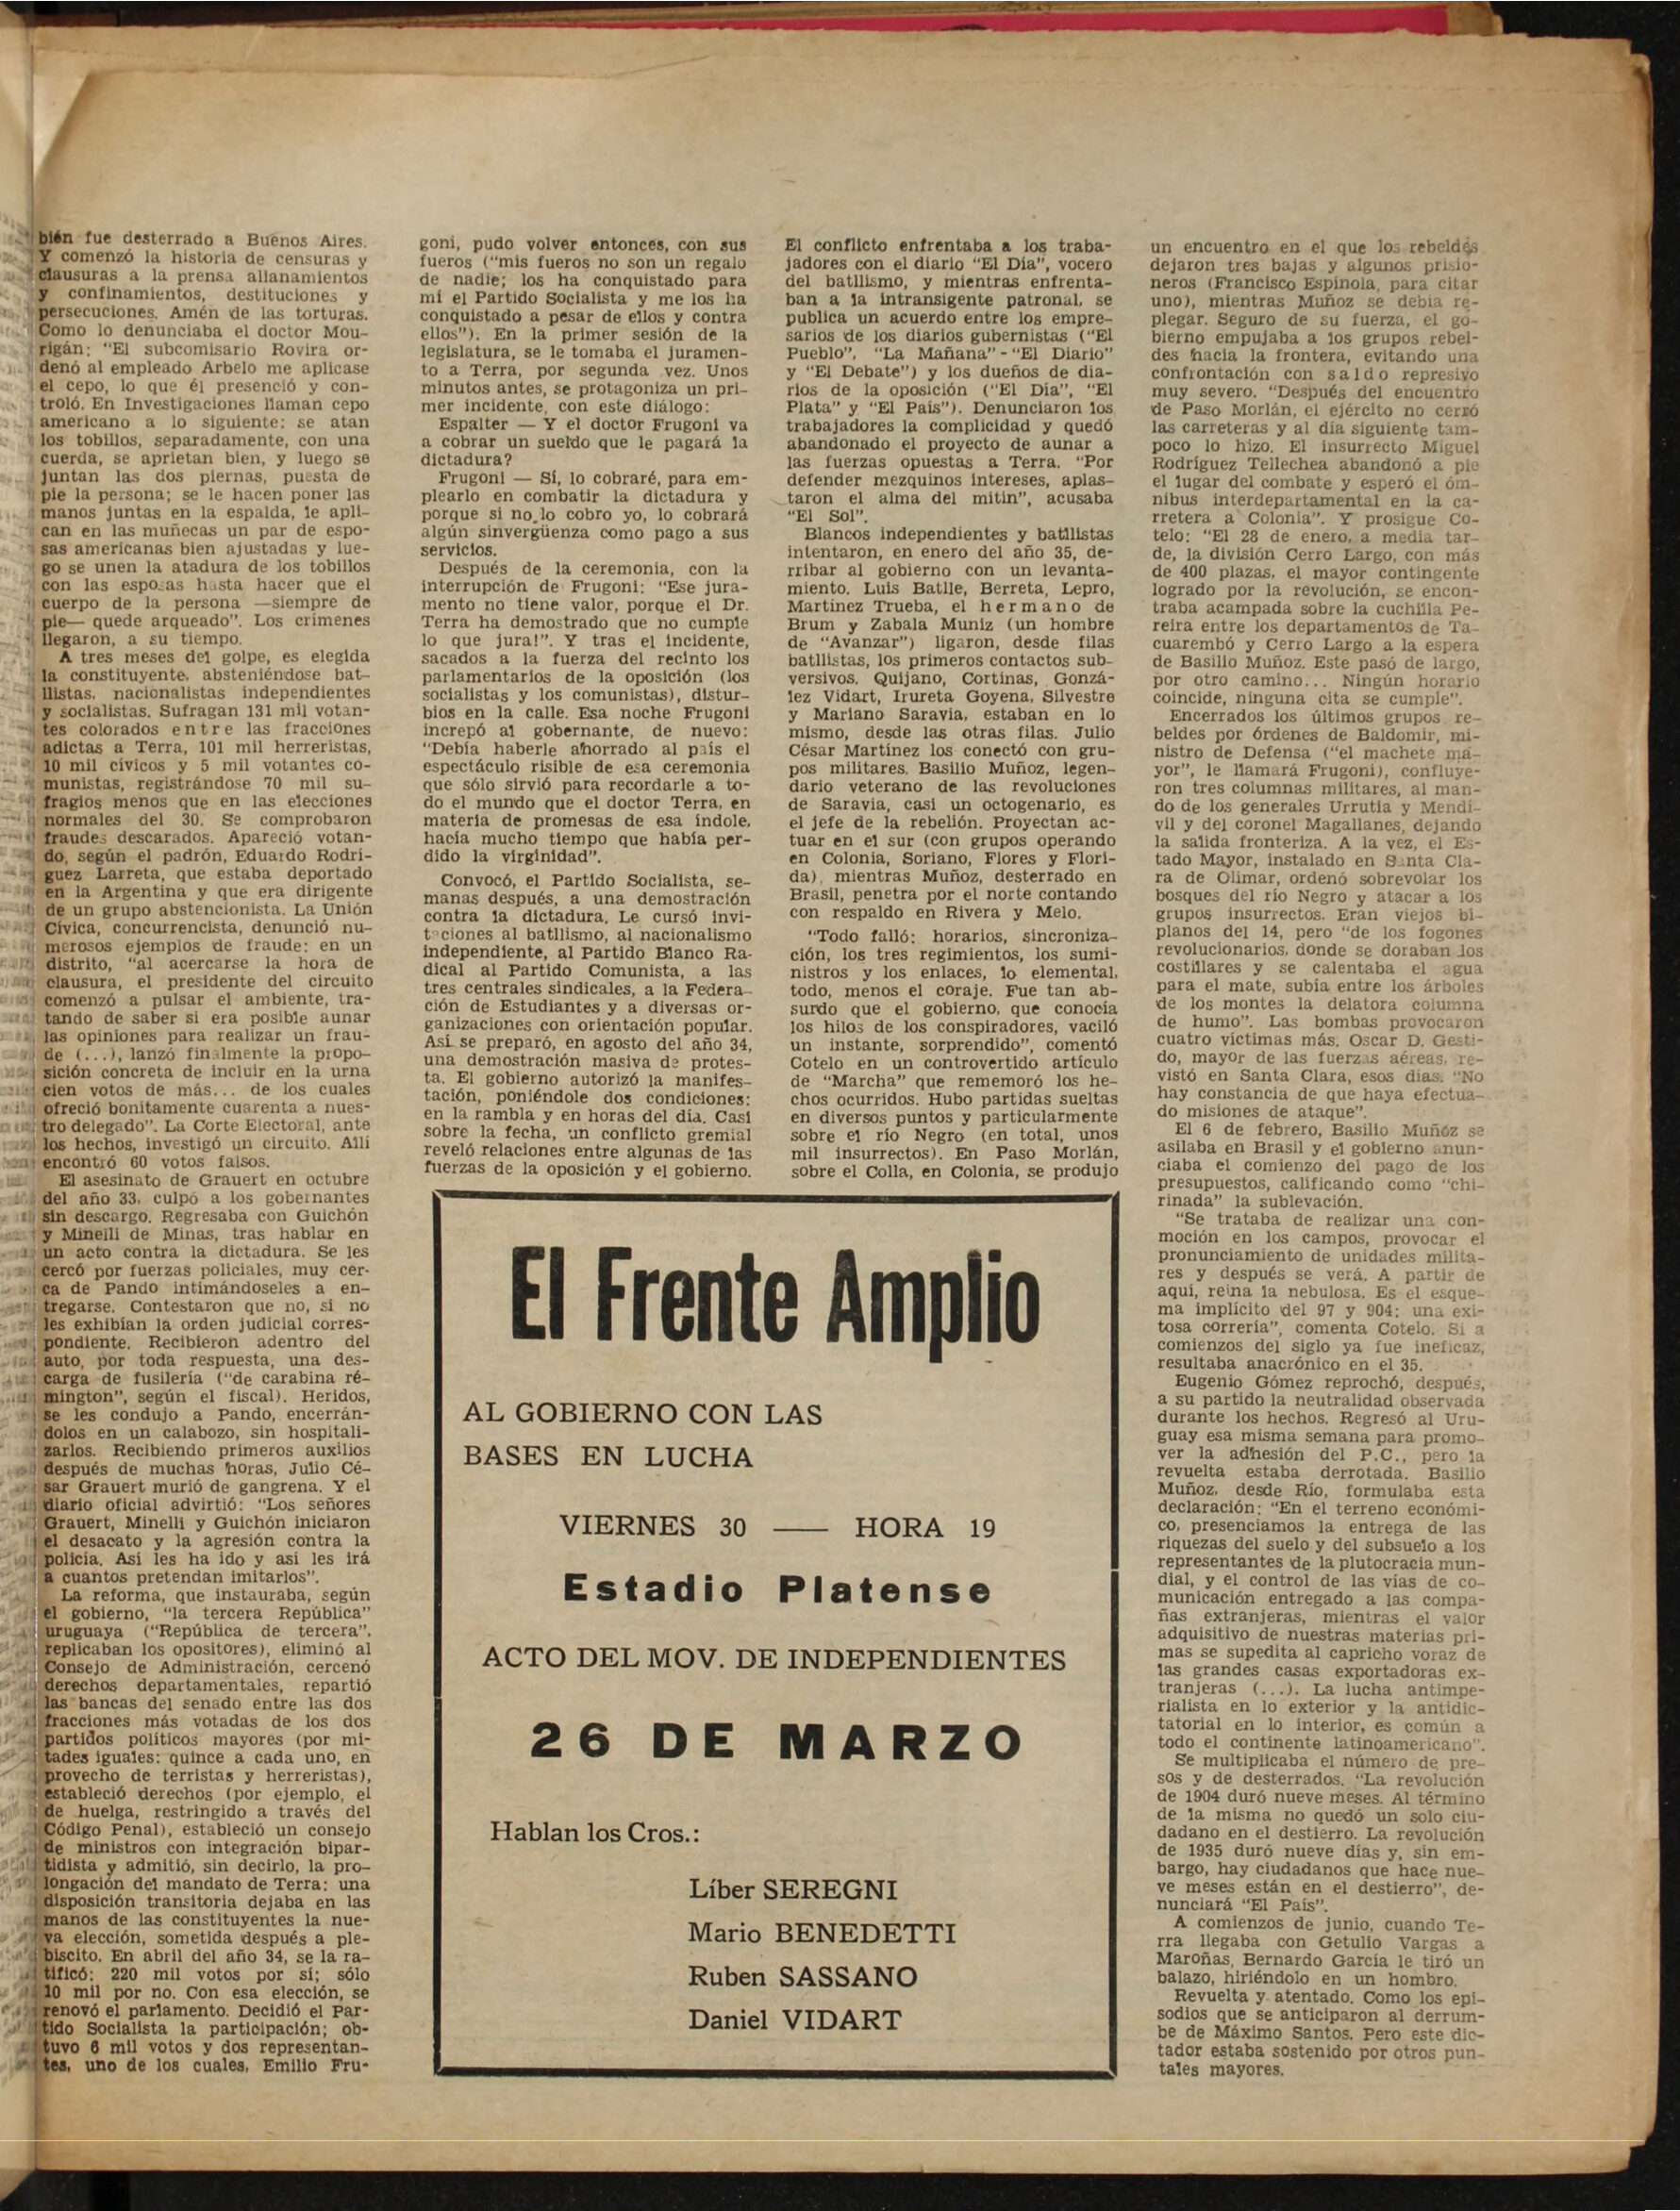 bién fue desterrado a Buenos Aires.
Y comenzó la historia de censuras y
clausuras a la prensa allanamientos
y confinamientos, destituciones y
persecuciones. Amén de las torturas.
Como lo denunciaba el doctor Mou-
rigán: "El subcomisario Rovira or-
denó al empleado Arbelo me aplicase
el cepo, lo que él presenció y con-
troló. En Investigaciones llaman cepo
americano a lo siguiente: se atan
los tobillos, separadamente, con una
cuerda, se aprietan bien, y luego se
juntan las dos piernas, puesta de
pie la persona; se le hacen poner las
manos juntas en la espalda, le apli-
can en las muñecas un par de espo-
sas americanas bien ajustadas y lue-
go se unen la atadura de los tobillos
con las esposas hasta hacer que el
cuerpo de la persona —siempre de
pie— quede arqueado". Los crímenes
llegaron, a su tiempo.
A tres meses del golpe, es elegida
la constituyente, absteniéndose bat-
llistas, nacionalistas independientes
y socialistas. Sufragan 131 mil votan-
tes colorados entre las fracciones
adictas a Terra, 101 mil herreristas,
10 mil cívicos y 5 mil votantes co-
munistas, registrándose 70 mil su-
fragios menos que en las elecciones
normales del 30. Se comprobaron
fraudes descarados. Apareció votan-
do, según el padrón, Eduardo Rodrí-
guez Larreta, que estaba deportado
en la Argentina y que era dirigente
de un grupo abstencionista. La Unión
Cívica, concurrencista, denunció nu-
merosos ejemplos de fraude: en un
distrito, "al acercarse la hora de
clausura, el presidente del circuito
comenzó a pulsar el ambiente, tra-
tando de saber si era posible aunar
las opiniones para realizar un frau-
de (...), lanzó finalmente la propo-
sición concreta de incluir en la urna
cien votos de más... de los cuales
ofreció bonitamente cuarenta a nues-
tro delegado". La Corte Electoral, ante
los hechos, investigó un circuito. Allí
encontró 60 votos falsos.
El asesinato de Grauert en octubre
del año 33, culpó a los gobernantes
sin descargo. Regresaba con Guichón
y Minelli de Minas, tras hablar en
un acto contra la dictadura. Se les
cercó por fuerzas policiales, muy cer-
ca de Pando intimándoseles a en-
tregarse. Contestaron que no, si no
les exhibían la orden judicial corres-
pondiente. Recibieron adentro del
auto, por toda respuesta, una des-
carga de fusilería ("de carabina ré-
mington", según el fiscal). Heridos,
se les condujo a Pando, encerrán-
dolos en un calabozo, sin hospitali-
zarlos. Recibiendo primeros auxilios
después de muchas horas, Julio Cé-
sar Grauert murió de gangrena. Y el
diario oficial advirtió: "Los señores
Grauert, Minelli y Guichón iniciaron
el desacato y la agresión contra la
policía. Así les ha ido y así les irá
a cuantos pretendan imitarlos".
La reforma, que instauraba, según
el gobierno, "la tercera República"
uruguaya ("República de tercera",
replicaban los opositores), eliminó al
Consejo de Administración, cercenó
derechos departamentales, repartió
las bancas del senado entre las dos
fracciones más votadas de los dos
partidos políticos mayores (por mi-
tades iguales: quince a cada uno, en
provecho de terristas y herreristas),
estableció derechos (por ejemplo, el
de huelga, restringido a través del
Código Penal), estableció un consejo
de ministros con integración bipar-
tidista y admitió, sin decirlo, la pro-
longación del mandato de Terra: una
disposición transitoria dejaba en las
manos de las constituyentes la nue-
va elección, sometida después a ple-
biscito. En abril del año 34, se la ra-
tificó: 220 mil votos por sí; sólo
10 mil por no. Con esa elección, se
renovó el parlamento. Decidió el Par-
tido Socialista la participación; ob-
tuvo 6 mil votos y dos representan-
tes, uno de los cuales, Emilio Fru-
goni, pudo volver entonces, con sus
fueros ("mis fueros no son un regalo
de nadie; los ha conquistado para
mí el Partido Socialista y me los ha
conquistado a pesar de ellos y contra
ellos"). En la primer sesión de la
legislatura, se le tomaba el juramen-
to a Terra, por segunda vez. Unos
minutos antes, se protagoniza un pri-
mer incidente, con este diálogo:
Espalter — Y el doctor Frugoni va
a cobrar un sueldo que le pagará la
dictadura?
Frugoni — Sí, lo cobraré, para em-
plearlo en combatir la dictadura y
porque si no lo cobro yo, lo cobrará
algún sinvergüenza como pago a sus
servicios.
Después de la ceremonia, con la
interrupción de Frugoni: "Ese jura-
mento no tiene valor, porque el Dr.
Terra ha demostrado que no cumple
lo que jura!". Y tras el incidente,
sacados a la fuerza del recinto los
parlamentarios de la oposición (los
socialistas y los comunistas), distur-
bios en la calle. Esa noche Frugoni
increpó al gobernante, de nuevo:
"Debía haberle ahorrado al país el
espectáculo risible de esa ceremonia
que sólo sirvió para recordarle a to-
do el mundo que el doctor Terra, en
materia de promesas de esa índole,
hacía mucho tiempo que había per-
dido la virginidad".
Convocó, el Partido Socialista, se-
manas después, a una demostración
contra la dictadura. Le cursó invi-
taciones al batllismo, al nacionalismo
independiente, al Partido Blanco Ra-
dical al Partido Comunista, a las
tres centrales sindicales, a la Federa-
ción de Estudiantes y a diversas or-
ganizaciones con orientación popular.
Así se preparó, en agosto del año 34,
una demostración masiva de protes-
ta. El gobierno autorizó la manifes-
tación, poniéndole dos condiciones:
en la rambla y en horas del día. Casi
sobre la fecha, un conflicto gremial
reveló relaciones entre algunas de las
fuerzas de la oposición y el gobierno.
El conflicto enfrentaba a los traba-
jadores con el diario "El Día", vocero
del batllismo, y mientras enfrenta-
ban a la intransigente patronal, se
publica un acuerdo entre los empre-
sarios de los diarios gubernistas ("El
Pueblo", "La Mañana" - "El Diario"
y "El Debate") y los dueños de dia-
rios de la oposición ("El Día", "El
Plata" y "El País"). Denunciaron los
trabajadores la complicidad y quedó
abandonado el proyecto de aunar a
las fuerzas opuestas a Terra. "Por
defender mezquinos intereses, aplas-
taron el alma del mitin", acusaba
"El Sol".
Blancos independientes y batllistas
intentaron, en enero del año 35, de-
rribar al gobierno con un levanta-
miento. Luis Batlle, Berreta, Lepro,
Martínez Trueba, el hermano de
Brum y Zabala Muniz (un hombre
de "Avanzar") ligaron, desde filas
batllistas, los primeros contactos sub-
versivos. Quijano, Cortinas, Gonzá-
lez Vidart, Irureta Goyena, Silvestre
y Mariano Saravia, estaban en lo
mismo, desde las otras filas. Julio
César Martínez los conectó con gru-
pos militares. Basilio Muñoz, legen-
dario veterano de las revoluciones
de Saravia, casi un octogenario, es
el jefe de la rebelión. Proyectan ac-
tuar en el sur (con grupos operando
en Colonia, Soriano, Flores y Flori-
da), mientras Muñoz, desterrado en
Brasil, penetra por el norte contando
con respaldo en Rivera y Melo.
"Todo falló: horarios, sincroniza-
ción, los tres regimientos, los sumi-
nistros y los enlaces, lo elemental,
todo, menos el coraje. Fue tan ab-
surdo que el gobierno, que conocía
los hilos de los conspiradores, vaciló
un instante, sorprendido", comentó
Cotelo en un controvertido artículo
de "Marcha" que rememoró los he-
chos ocurridos. Hubo partidas sueltas
en diversos puntos y particularmente
sobre el río Negro (en total, unos
mil insurrectos). En Paso Morlán,
sobre el Colla, en Colonia, se produjo
un encuentro en el que los rebeldes
dejaron tres bajas y algunos prisio-
neros (Francisco Espínola, para citar
uno), mientras Muñoz se debía re-
plegar. Seguro de su fuerza, el go-
bierno empujaba a los grupos rebel-
des hacia la frontera, evitando una
confrontación con saldo represivo
muy severo. "Después del encuentro
de Paso Morlán, el ejército no cerró
las carreteras y al día siguiente tam-
poco lo hizo. El insurrecto Miguel
Rodríguez Tellechea abandonó a pie
el lugar del combate y esperó el óm-
nibus interdepartamental en la ca-
rretera a Colonia". Y prosigue Co-
telo: "El 28 de enero, a media tar-
de, la división Cerro Largo, con más
de 400 plazas, el mayor contingente
logrado por la revolución, se encon-
traba acampada sobre la cuchilla Pe-
reira entre los departamentos de Ta-
cuarembó y Cerro Largo a la espera
de Basilio Muñoz. Este pasó de largo,
por otro camino... Ningún horario
coincide, ninguna cita se cumple".
Encerrados los últimos grupos re-
beldes por órdenes de Baldomir, mi-
nistro de Defensa ("el machete ma-
yor", le llamará Frugoni), confluye-
ron tres columnas militares, al man-
do de los generales Urrutia y Mendi-
vil y del coronel Magallanes, dejando
la salida fronteriza. A la vez, el Es-
tado Mayor, instalado en Santa Cla-
ra de Olimar, ordenó sobrevolar los
bosques del río Negro y atacar a los
grupos insurrectos. Eran viejos bi-
planos del 14, pero "de los fogones
revolucionarios, donde se doraban los
costillares y se calentaba el agua
para el mate, subía entre los árboles
de los montes la delatora columna
de humo". Las bombas provocaron
cuatro víctimas más. Oscar D. Gesti-
do, mayor de las fuerzas aéreas, re-
vistó en Santa Clara, esos días. "No
hay constancia de que haya efectua-
do misiones de ataque".
El 6 de febrero, Basilio Muñoz se
asilaba en Brasil y el gobierno anun-
ciaba el comienzo del pago de los
presupuestos, calificando como "chi-
rinada" la sublevación.
"Se trataba de realizar una con-
moción en los campos, provocar el
pronunciamiento de unidades milita-
res y después se verá. A partir de
aquí, reina la nebulosa. Es el esque-
ma implícito del 97 y 904: una exi-
tosa correría", comenta Cotelo. Si a
comienzos del siglo ya fue ineficaz,
resultaba anacrónico en el 35.
Eugenio Gómez reprochó, después,
a su partido la neutralidad observada
durante los hechos. Regresó al Uru-
guay esa misma semana para promo-
ver la adhesión del P.C., pero la
revuelta estaba derrotada. Basilio
Muñoz, desde Río, formulaba esta
declaración: "En el terreno económi-
co, presenciamos la entrega de las
riquezas del suelo y del subsuelo a los
representantes de la plutocracia mun-
dial, y el control de las vías de co-
municación entregado a las compa-
ñas extranjeras, mientras el valor
adquisitivo de nuestras materias pri-
mas se supedita al capricho voraz de
las grandes casas exportadoras ex-
tranjeras (...). La lucha antimpe-
rialista en lo exterior y la antidic-
tatorial en lo interior, es común a
todo el continente latinoamericano".
Se multiplicaba el número de pre-
sos y de desterrados. "La revolución
de 1904 duró nueve meses. Al término
de la misma no quedó un solo ciu-
dadano en el destierro. La revolución
de 1935 duró nueve días y, sin em-
bargo, hay ciudadanos que hace nue-
ve meses están en el destierro", de-
nunciará "El País".
A comienzos de junio, cuando Te-
rra llegaba con Getulio Vargas a
Maroñas, Bernardo García le tiró un
balazo, hiriéndolo en un hombro.
Revuelta y atentado. Como los epi-
sodios que se anticiparon al derrum-
be de Máximo Santos. Pero este dic-
tador estaba sostenido por otros pun-
tales mayores.
El Frente Amplio
AL GOBIERNO CON LAS
BASES EN LUCHA
VIERNES 30 —— HORA 19
Estadio Platense
ACTO DEL MOV. DE INDEPENDIENTES
26 DE MARZO
Hablan los Cros.:
Líber SEREGNI
Mario BENEDETTI
Ruben SASSANO
Daniel VIDART